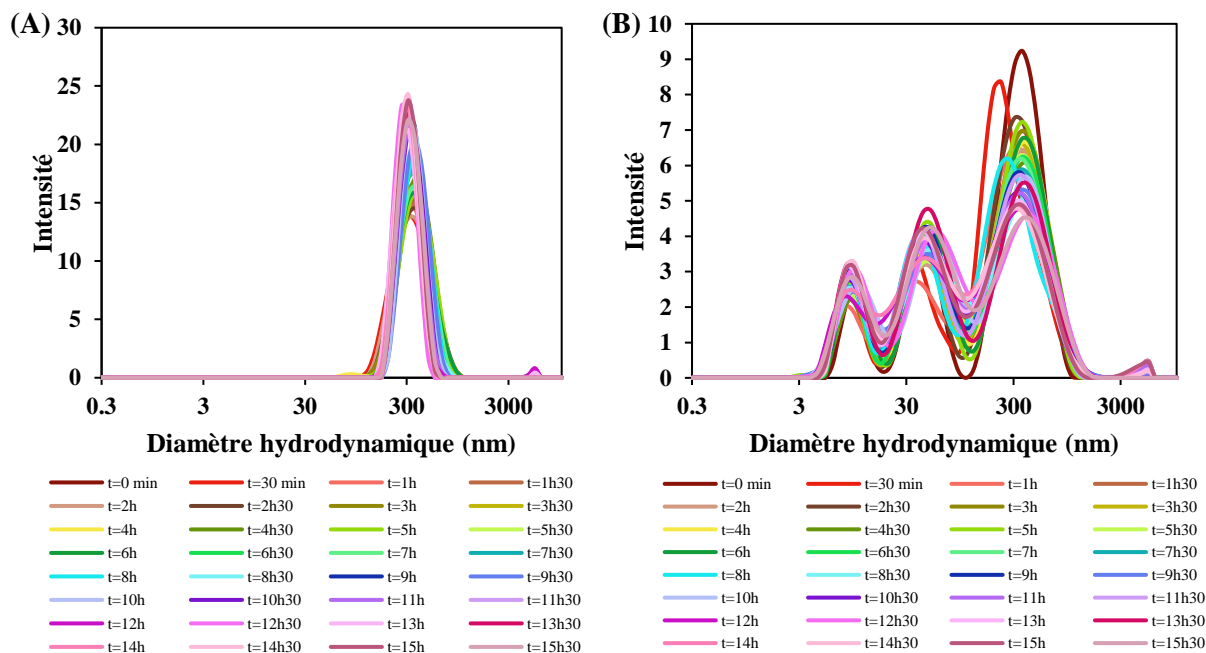 (A)
30
25
20
15
10
5
0
Intensité
0.3 3 30 300 3000
Diamètre hydrodynamique (nm)
t=0 min t=30 min t=1h t=1h30
t=2h t=2h30 t=3h t=3h30
t=4h t=4h30 t=5h t=5h30
t=6h t=6h30 t=7h t=7h30
t=8h t=8h30 t=9h t=9h30
t=10h t=10h30 t=11h t=11h30
t=12h t=12h30 t=13h t=13h30
t=14h t=14h30 t=15h t=15h30
(B)
10
9
8
7
6
5
4
3
2
1
0
Intensité
0.3 3 30 300 3000
Diamètre hydrodynamique (nm)
t=0 min t=30 min t=1h t=1h30
t=2h t=2h30 t=3h t=3h30
t=4h t=4h30 t=5h t=5h30
t=6h t=6h30 t=7h t=7h30
t=8h t=8h30 t=9h t=9h30
t=10h t=10h30 t=11h t=11h30
t=12h t=12h30 t=13h t=13h30
t=14h t=14h30 t=15h t=15h30